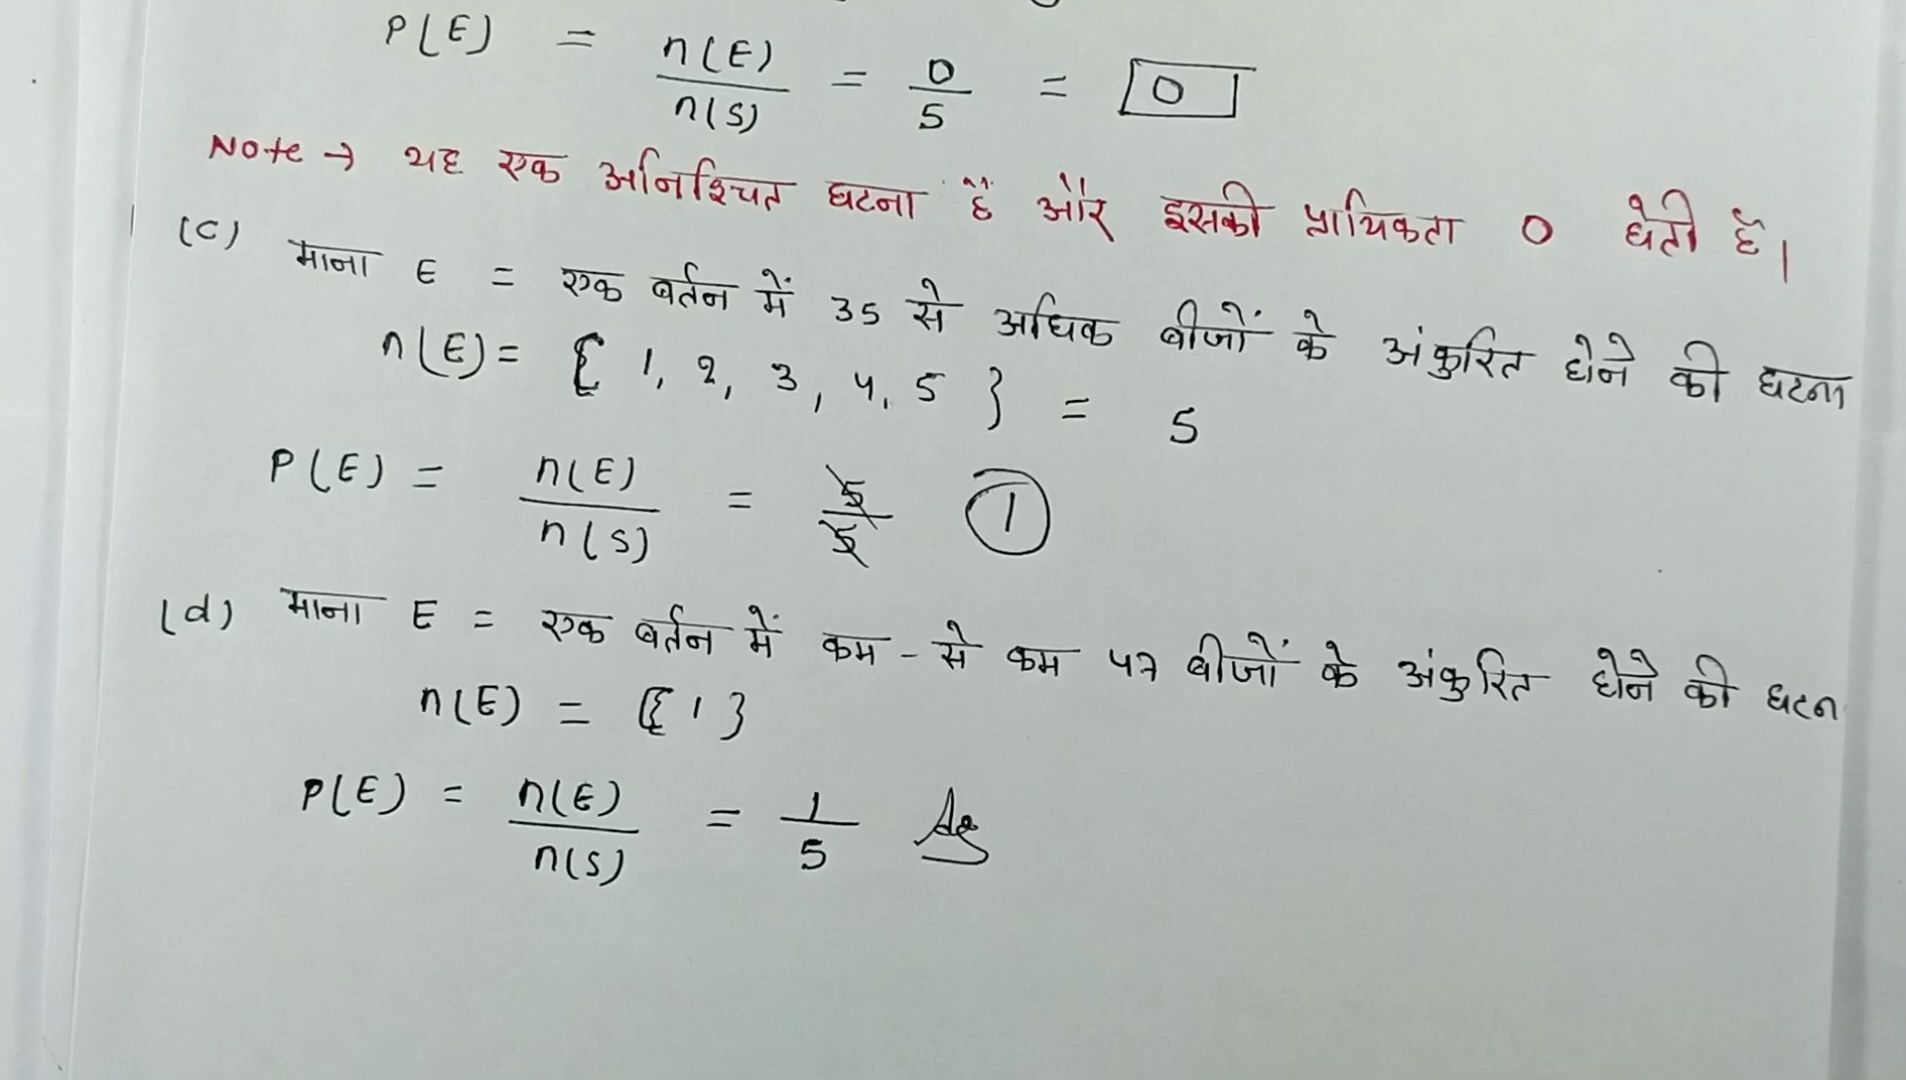 P(E) = n(E)/n(S) = 0/5 = 0
Note → यह एक अनिश्चित घटना है और इसकी प्रायिकता 0 होती है।
(c) माना E = एक बर्तन में 35 से अधिक बीजों के अंकुरित होने की घटना
n(E) = { 1, 2, 3, 4, 5 } = 5
P(E) = n(E)/n(S) = 5/5 1
(d) माना E = एक बर्तन में कम - से कम 47 बीजों के अंकुरित होने की घटन
n(E) = { 1 }
P(E) = n(E)/n(S) = 1/5